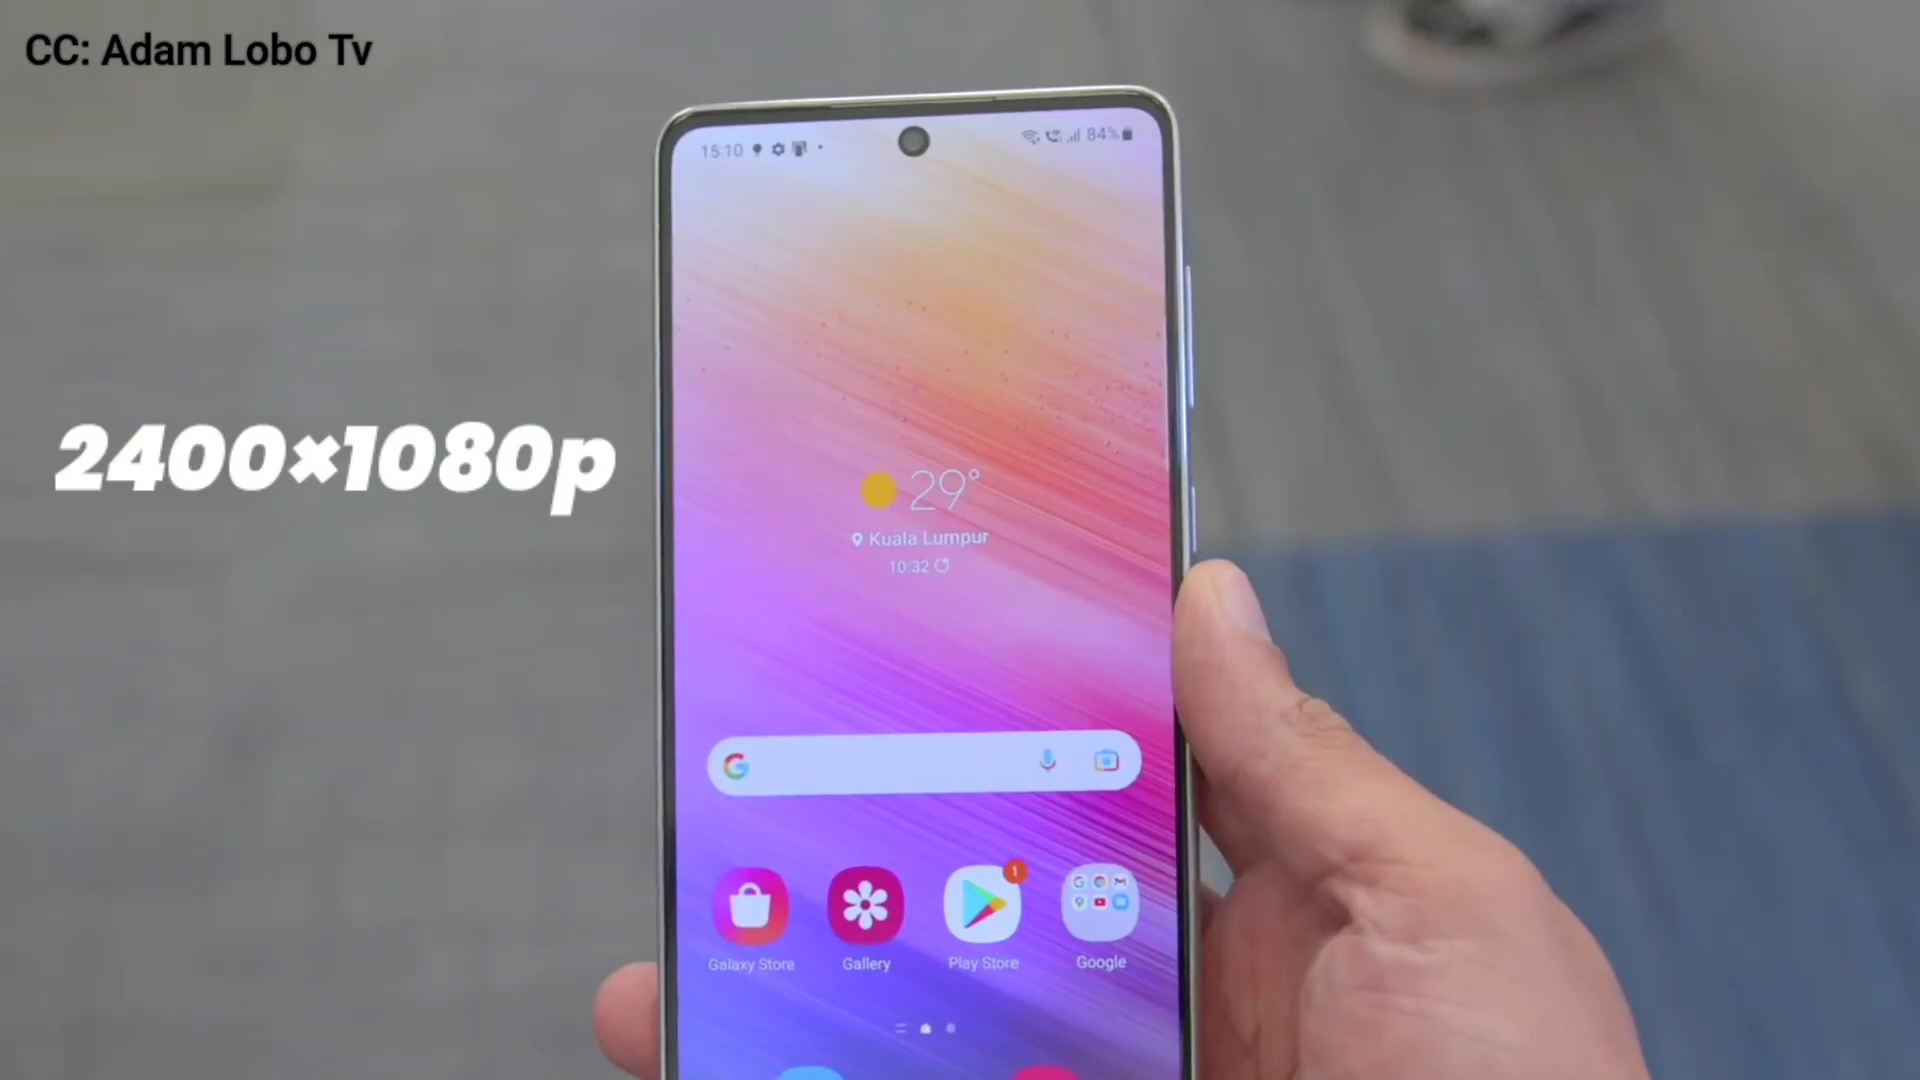 CC: Adam Lobo Tv
15:10
84%
2400×1080p
29°
Kuala Lumpur
10:32
G
1
Galaxy Store
Gallery
Play Store
Google